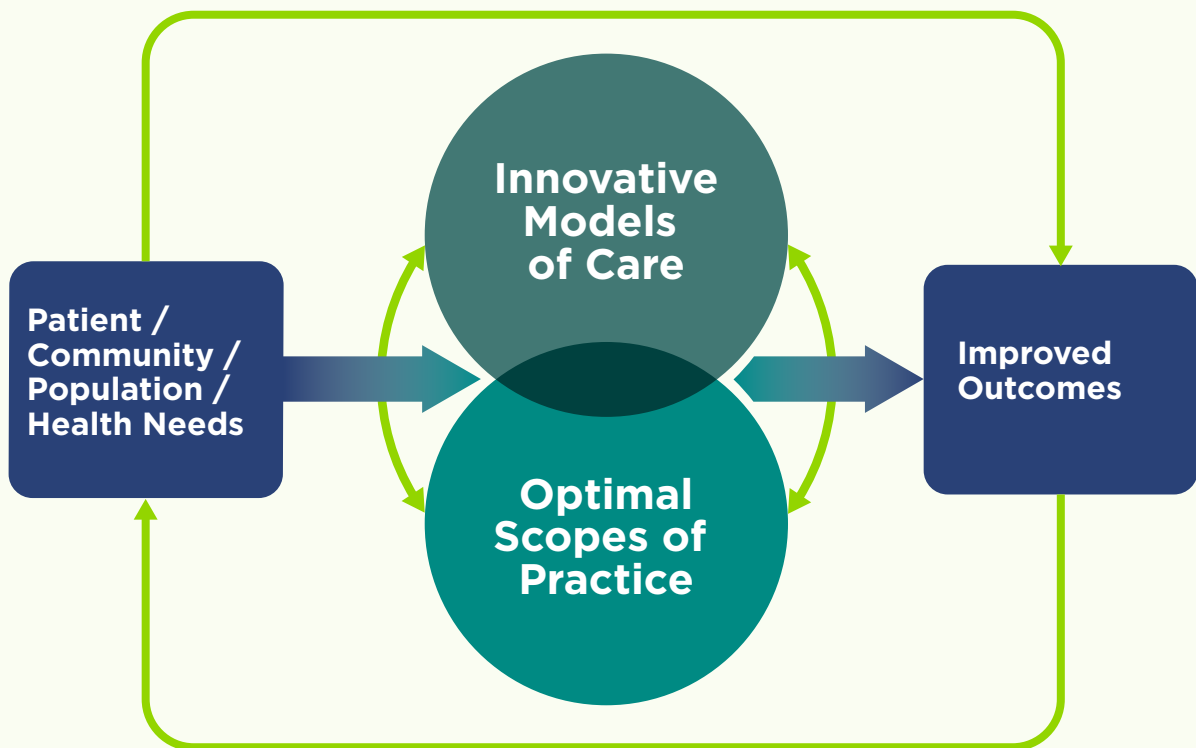 Innovative
Models
of Care
Patient /
Community /
Population /
Health Needs
Improved
Outcomes
Optimal
Scopes of
Practice